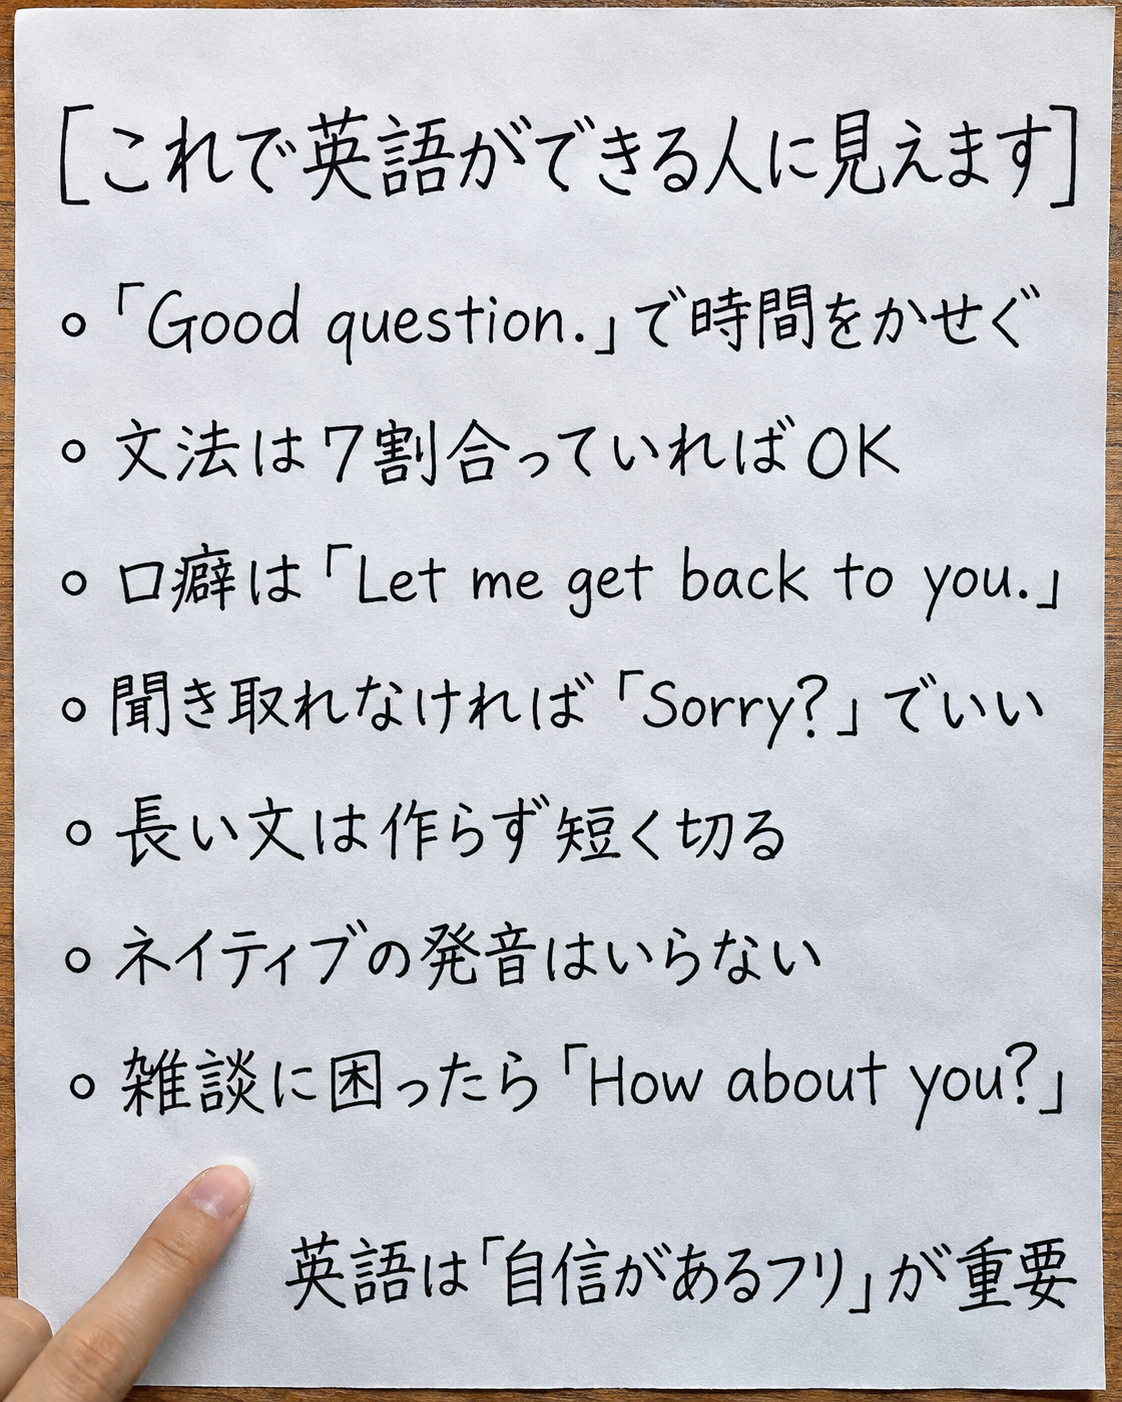 [これで英語ができる人に見えます]
○「Good question.」で時間をかせぐ
○ 文法は7割合っていればOK
○ 口癖は「Let me get back to you.」
○ 聞き取れなければ「Sorry?」でいい
○ 長い文は作らず短く切る
○ ネイティブの発音はいらない
○ 雑談に困ったら「How about you?」
英語は「自信があるフリ」が重要